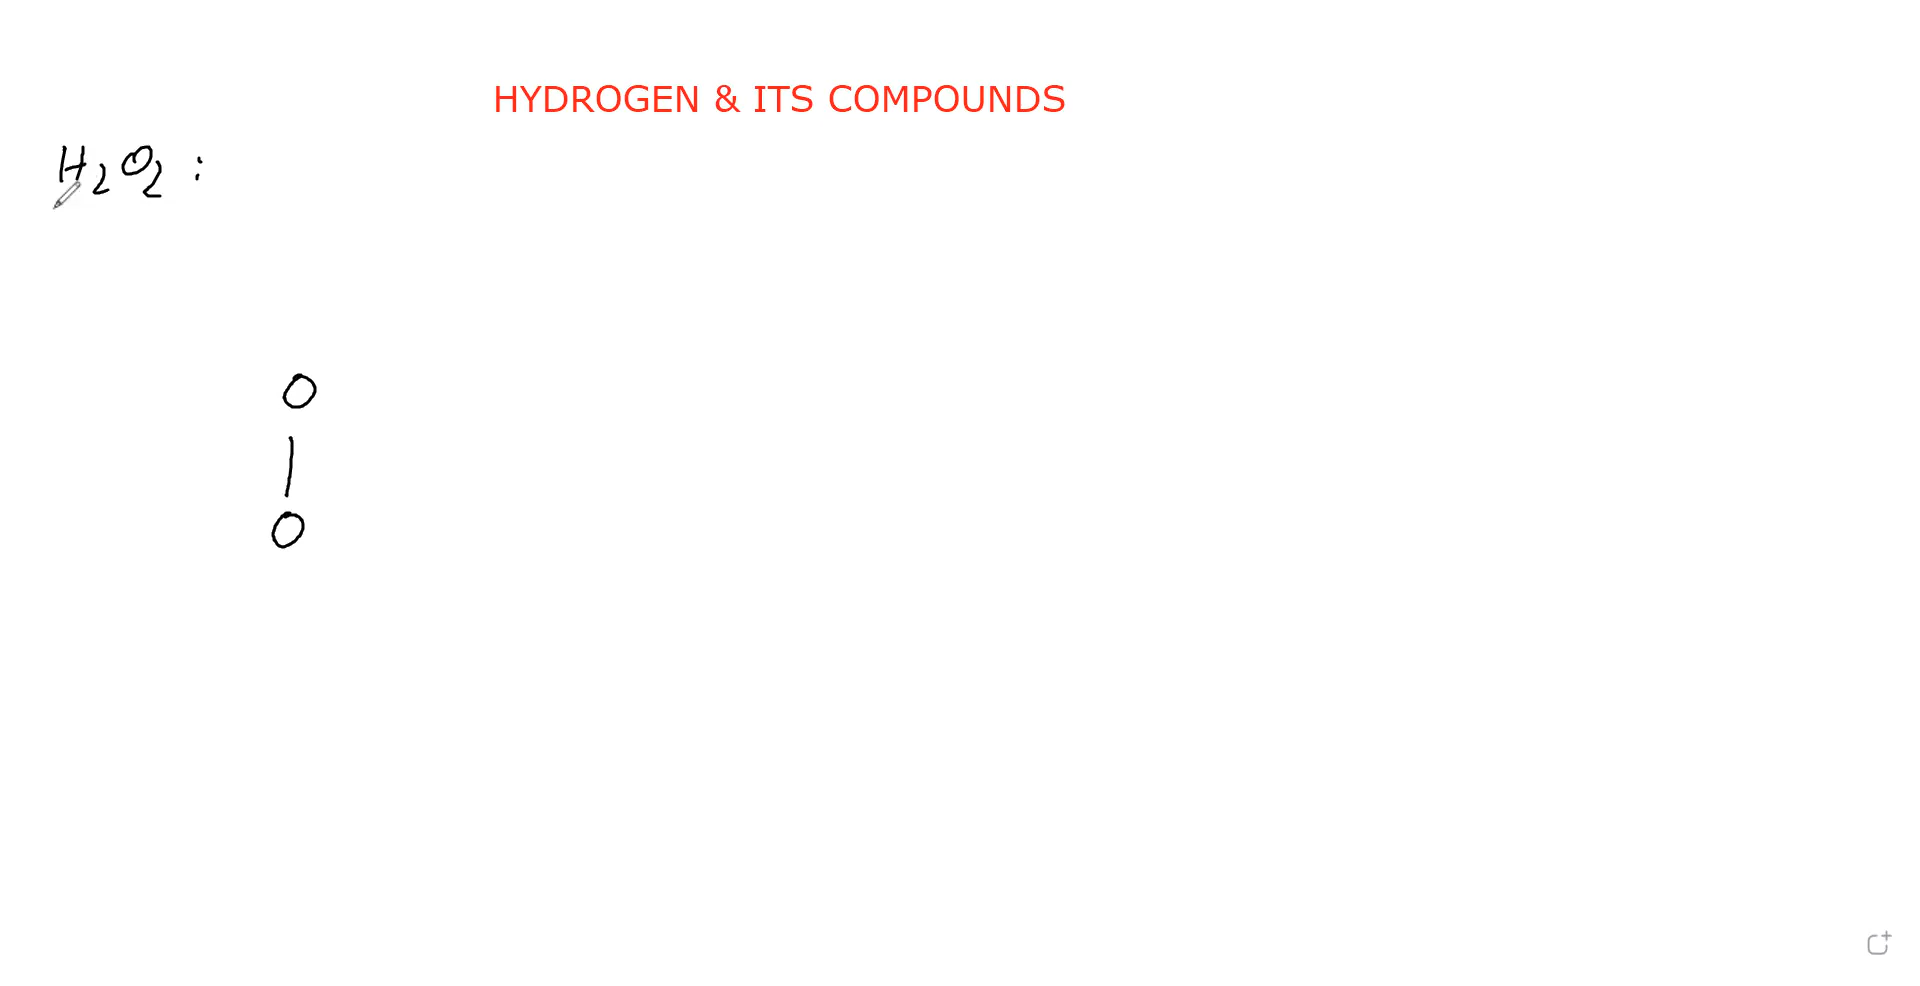 HYDROGEN & ITS COMPOUNDS
H₂O₂ :
O
|
O